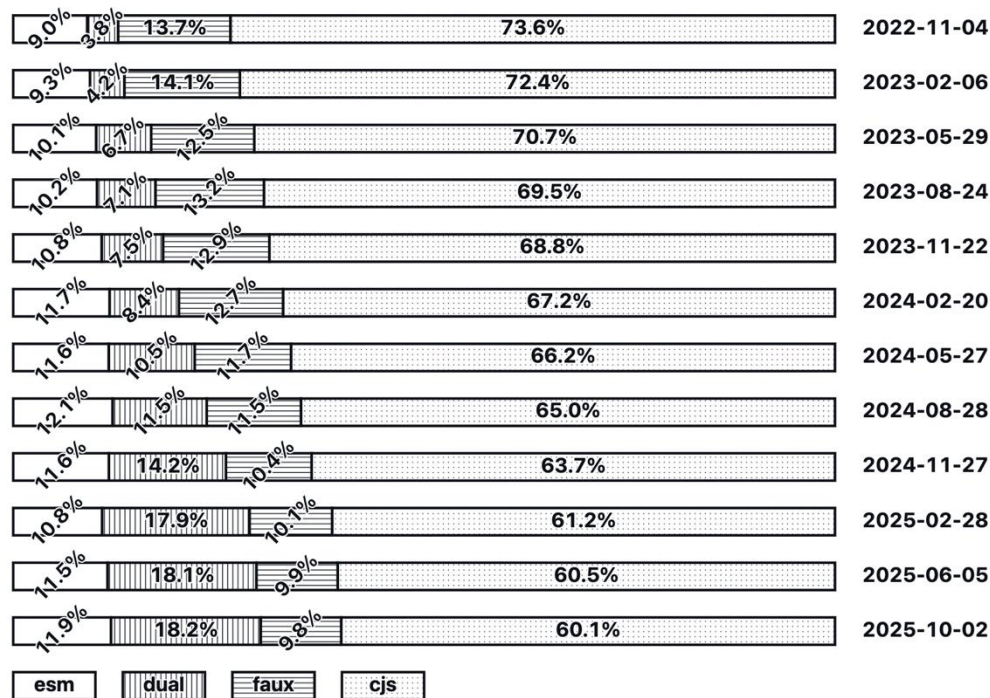 9.0% 3.8% 13.7% 73.6% 2022-11-04
9.3% 4.2% 14.1% 72.4% 2023-02-06
10.1% 6.7% 12.5% 70.7% 2023-05-29
10.2% 7.1% 13.2% 69.5% 2023-08-24
10.8% 7.5% 12.9% 68.8% 2023-11-22
11.7% 8.4% 12.7% 67.2% 2024-02-20
11.6% 10.5% 11.7% 66.2% 2024-05-27
12.1% 11.5% 11.5% 65.0% 2024-08-28
11.6% 14.2% 10.4% 63.7% 2024-11-27
10.8% 17.9% 10.1% 61.2% 2025-02-28
11.5% 18.1% 9.9% 60.5% 2025-06-05
11.9% 18.2% 9.8% 60.1% 2025-10-02
esm dual faux cjs